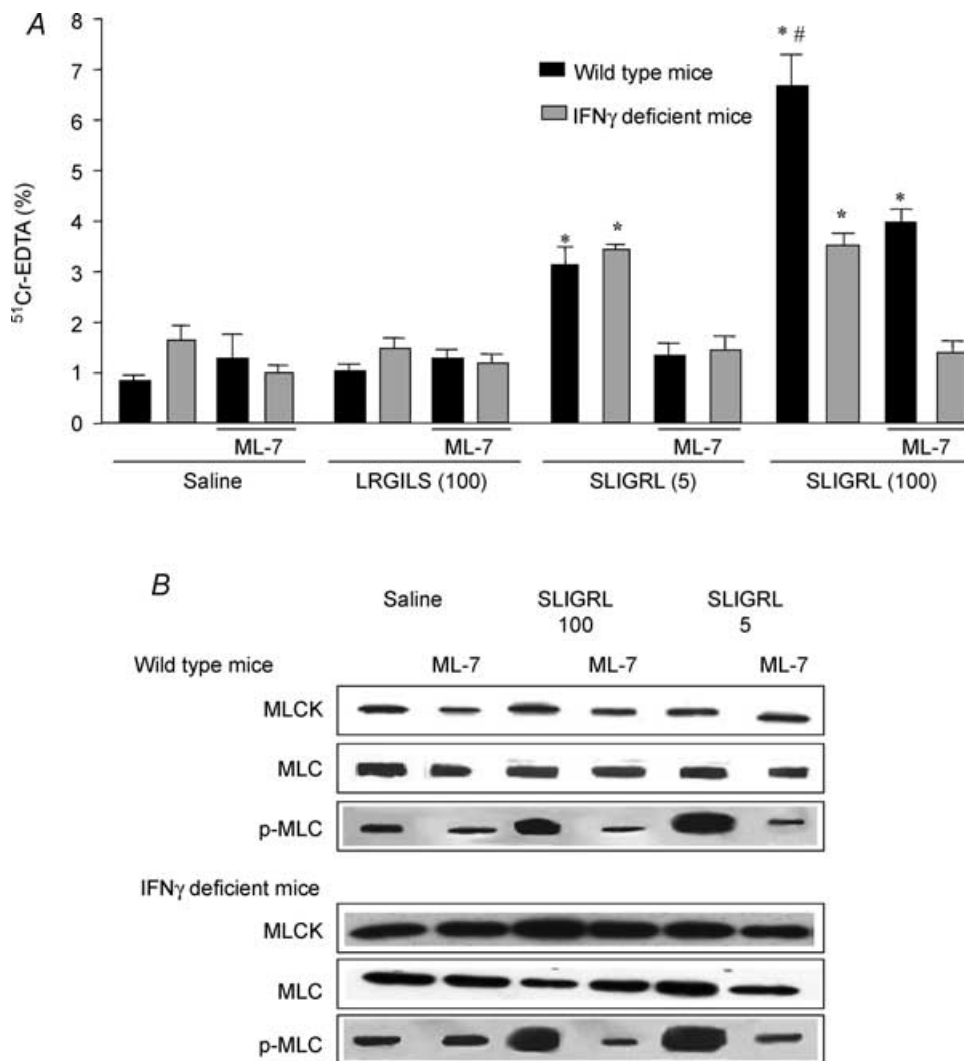 A
8
7
6
5
4
3
2
1
0
⁵¹Cr-EDTA (%)
Wild type mice
IFNγ deficient mice
* *
* # * *
ML-7 ML-7 ML-7 ML-7
Saline LRGILS (100) SLIGRL (5) SLIGRL (100)
B
Saline SLIGRL SLIGRL
100 5
Wild type mice ML-7 ML-7 ML-7
MLCK
MLC
p-MLC
IFNγ deficient mice
MLCK
MLC
p-MLC